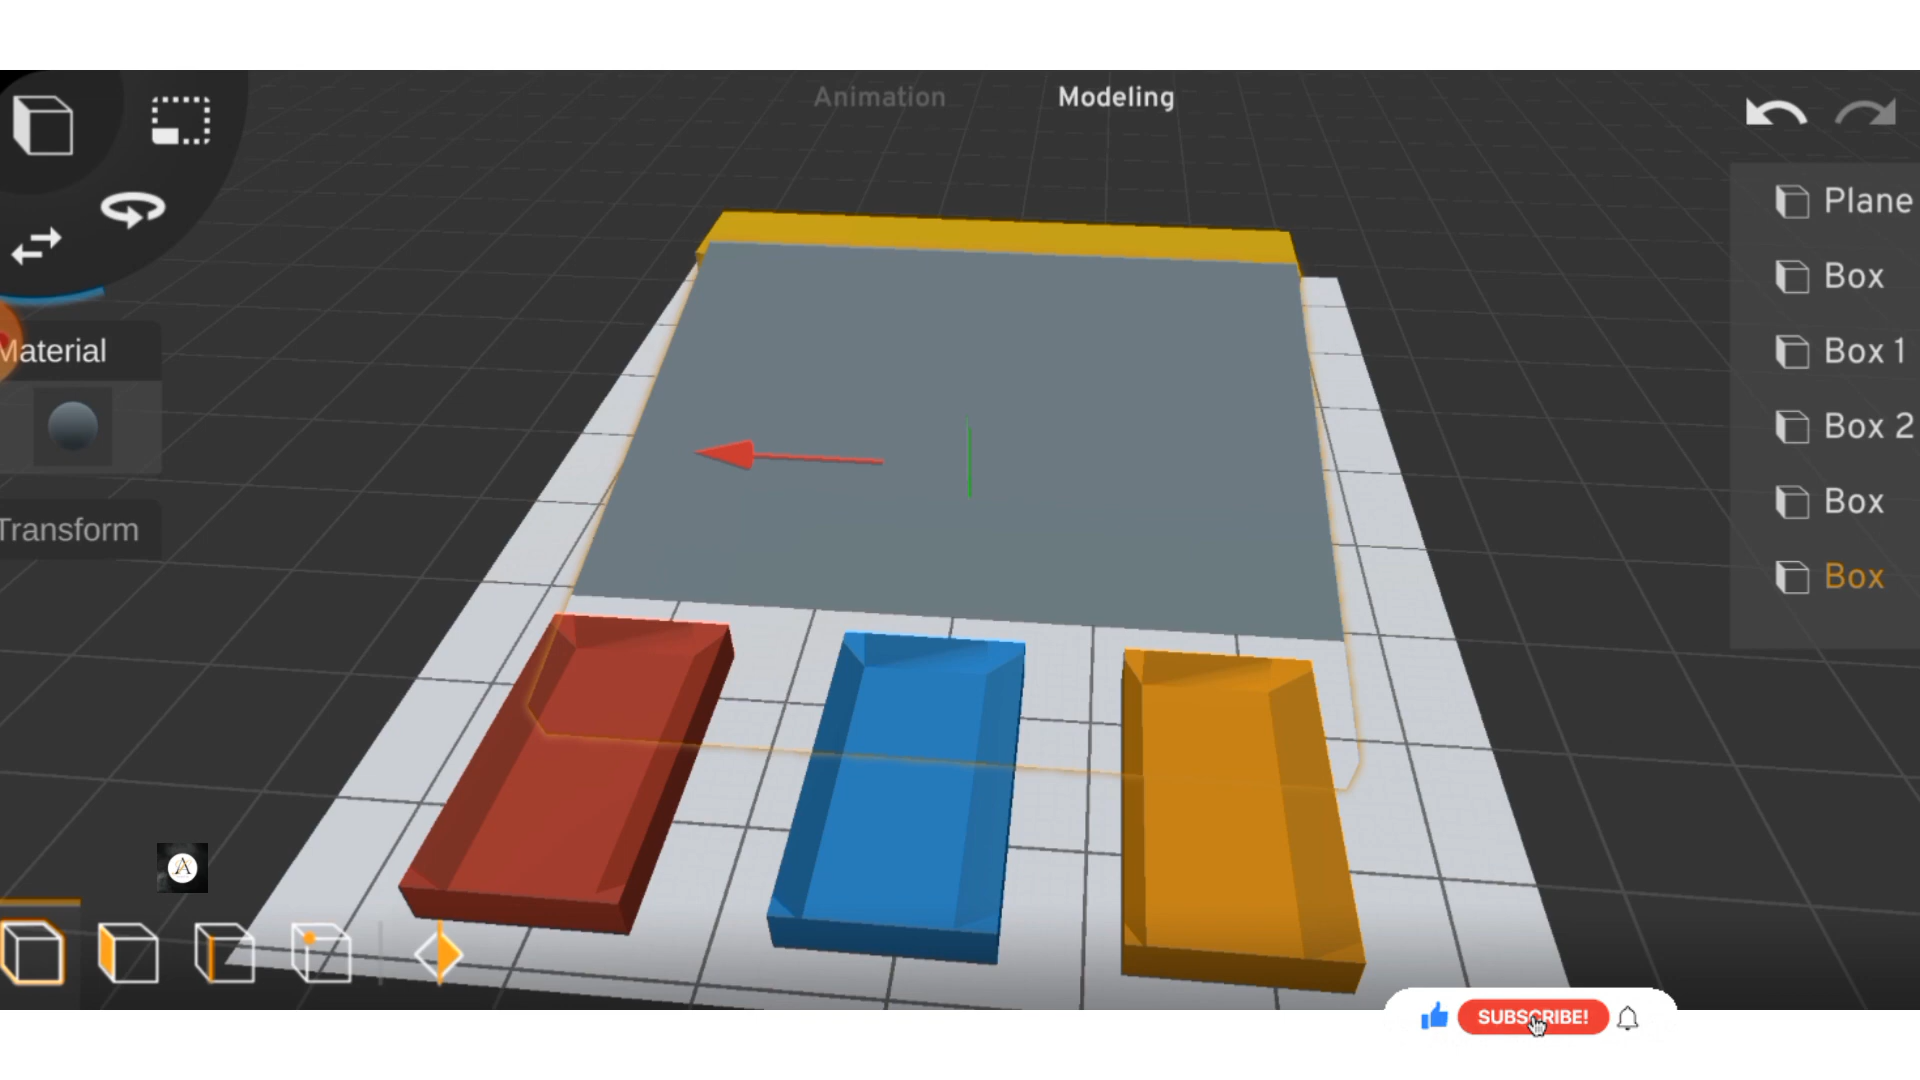 Animation
Modeling
Material
Transform
Plane
Box
Box 1
Box 2
Box
Box
A
SUBSCRIBE!